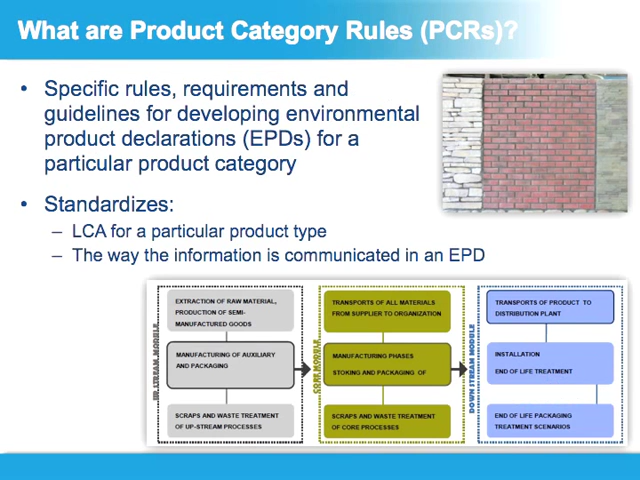 What are Product Category Rules (PCRs)?
• Specific rules, requirements and
guidelines for developing environmental
product declarations (EPDs) for a
particular product category
• Standardizes:
– LCA for a particular product type
– The way the information is communicated in an EPD
UP STREAM MODULE
EXTRACTION OF RAW MATERIAL,
PRODUCTION OF SEMI-
MANUFACTURED GOODS
MANUFACTURING OF AUXILIARY
AND PACKAGING
SCRAPS AND WASTE TREATMENT
OF UP-STREAM PROCESSES
CORE MODULE
TRANSPORTS OF ALL MATERIALS
FROM SUPPLIER TO ORGANIZATION
MANUFACTURING PHASES
STOKING AND PACKAGING OF
SCRAPS AND WASTE TREATMENT
OF CORE PROCESSES
DOWN STREAM MODULE
TRANSPORTS OF PRODUCT TO
DISTRIBUTION PLANT
INSTALLATION
END OF LIFE TREATMENT
END OF LIFE PACKAGING
TREATMENT SCENARIOS